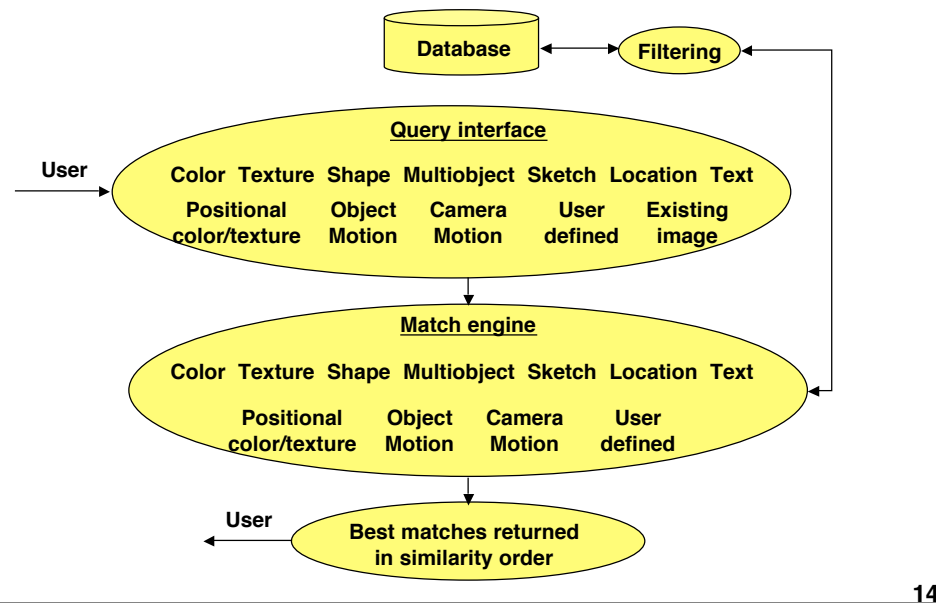 Database
Filtering
Query interface
User
Color Texture Shape Multiobject Sketch Location Text
Positional Object Camera User Existing
color/texture Motion Motion defined image
Match engine
Color Texture Shape Multiobject Sketch Location Text
Positional Object Camera User
color/texture Motion Motion defined
User
Best matches returned
in similarity order
14